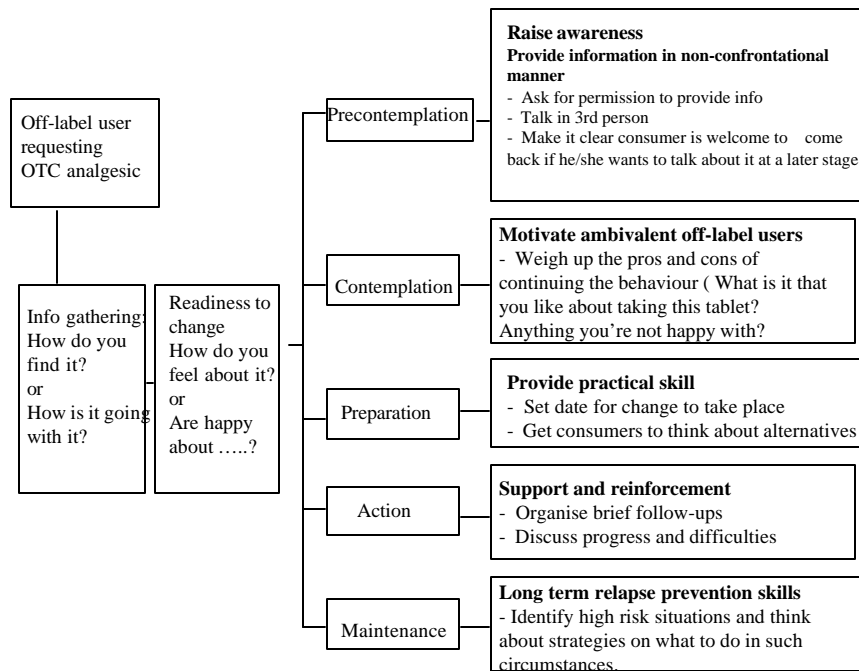 Off-label user
requesting
OTC analgesic
Info gathering:
How do you
find it?
or
How is it going
with it?
Readiness to
change
How do you
feel about it?
or
Are happy
about …..?
Precontemplation
Raise awareness
Provide information in non-confrontational
manner
- Ask for permission to provide info
- Talk in 3rd person
- Make it clear consumer is welcome to come
back if he/she wants to talk about it at a later stage
Contemplation
Motivate ambivalent off-label users
- Weigh up the pros and cons of
continuing the behaviour ( What is it that
you like about taking this tablet?
Anything you're not happy with?
Preparation
Provide practical skill
- Set date for change to take place
- Get consumers to think about alternatives
Action
Support and reinforcement
- Organise brief follow-ups
- Discuss progress and difficulties
Maintenance
Long term relapse prevention skills
- Identify high risk situations and think
about strategies on what to do in such
circumstances.